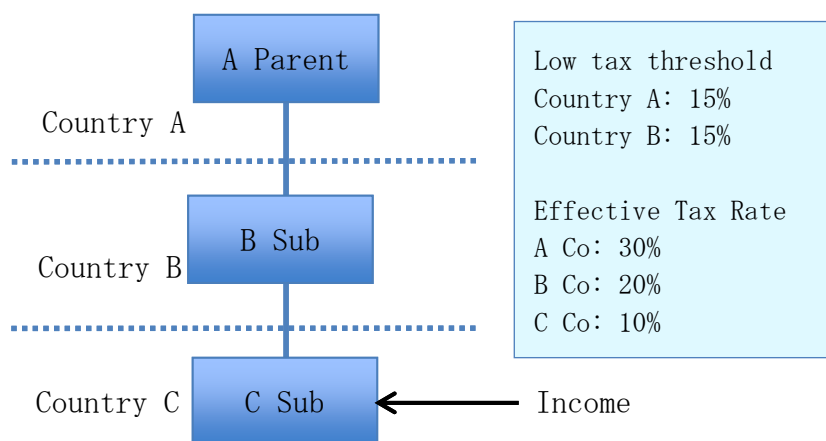 A Parent
Country A
B Sub
Country B
C Sub
Country C
Income
Low tax threshold
Country A: 15%
Country B: 15%
Effective Tax Rate
A Co: 30%
B Co: 20%
C Co: 10%